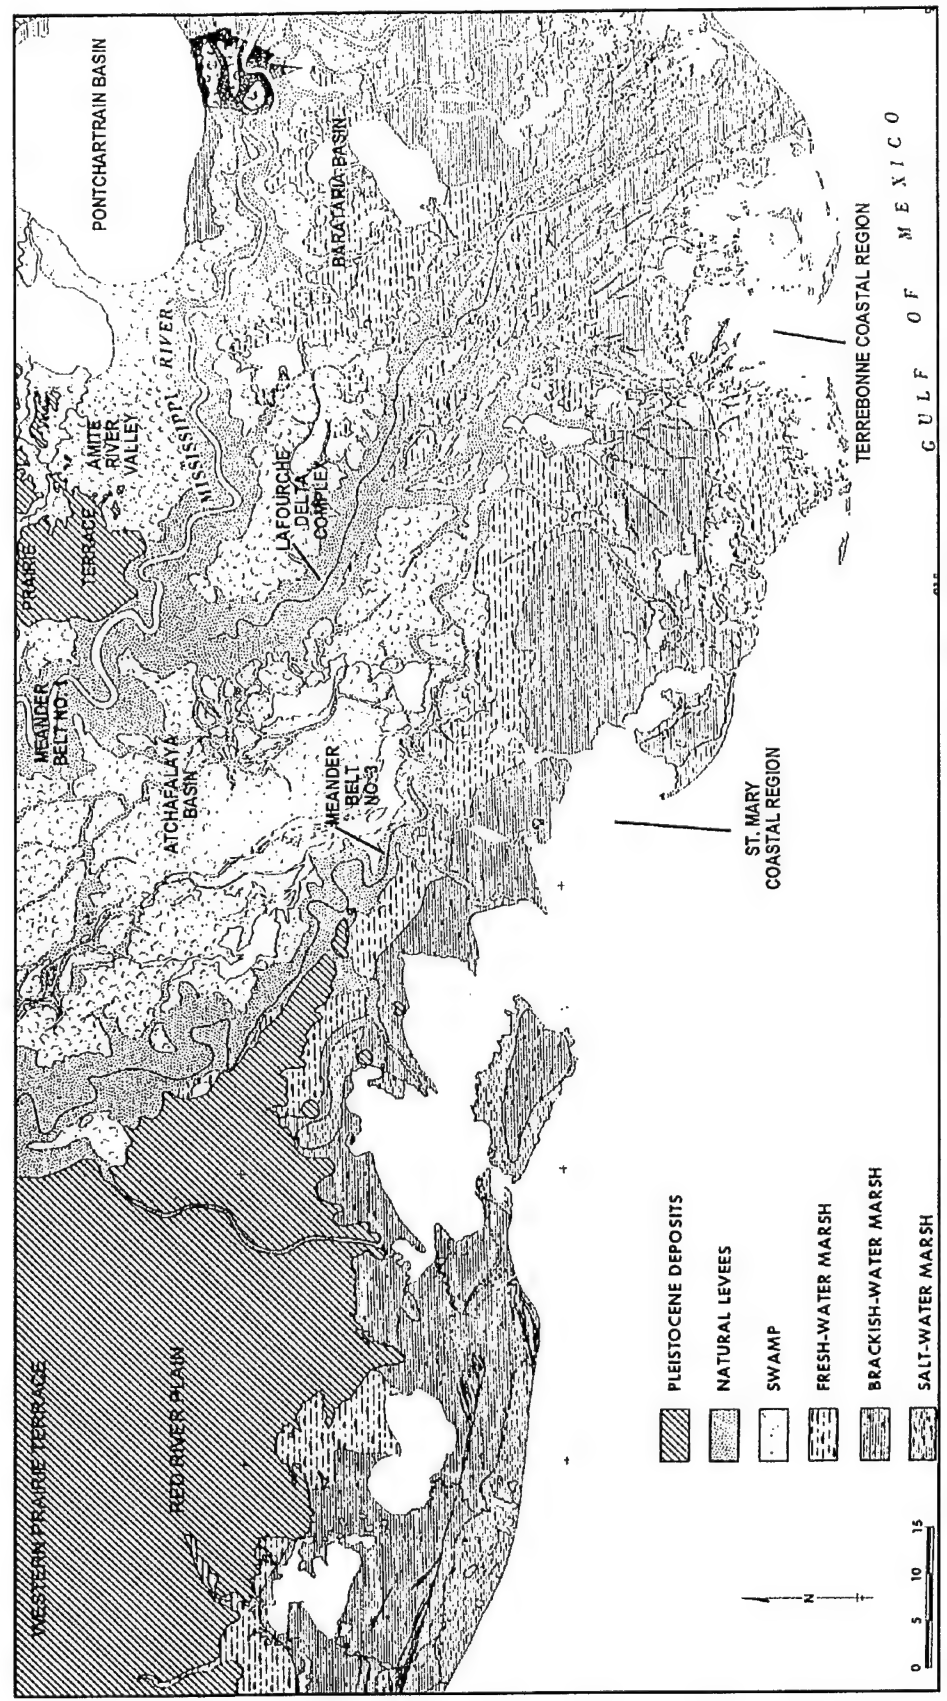 PONTCHARTRAIN BASIN
BARATARIA BASIN
AMITE
RIVER
VALLEY
MISSISSIPPI RIVER
LAFOURCHE
DELTA
COMPLEX
PRAIRIE
TERRACE
MEANDER
BELT NO 1
ATCHAFALAYA
BASIN
MEANDER
BELT
NO 3
WESTERN PRAIRIE TERRACE
RED RIVER PLAIN
TERREBONNE COASTAL REGION
GULF OF MEXICO
ST. MARY
COASTAL REGION
PLEISTOCENE DEPOSITS
NATURAL LEVEES
SWAMP
FRESH-WATER MARSH
BRACKISH-WATER MARSH
SALT-WATER MARSH
N
0 5 10 15